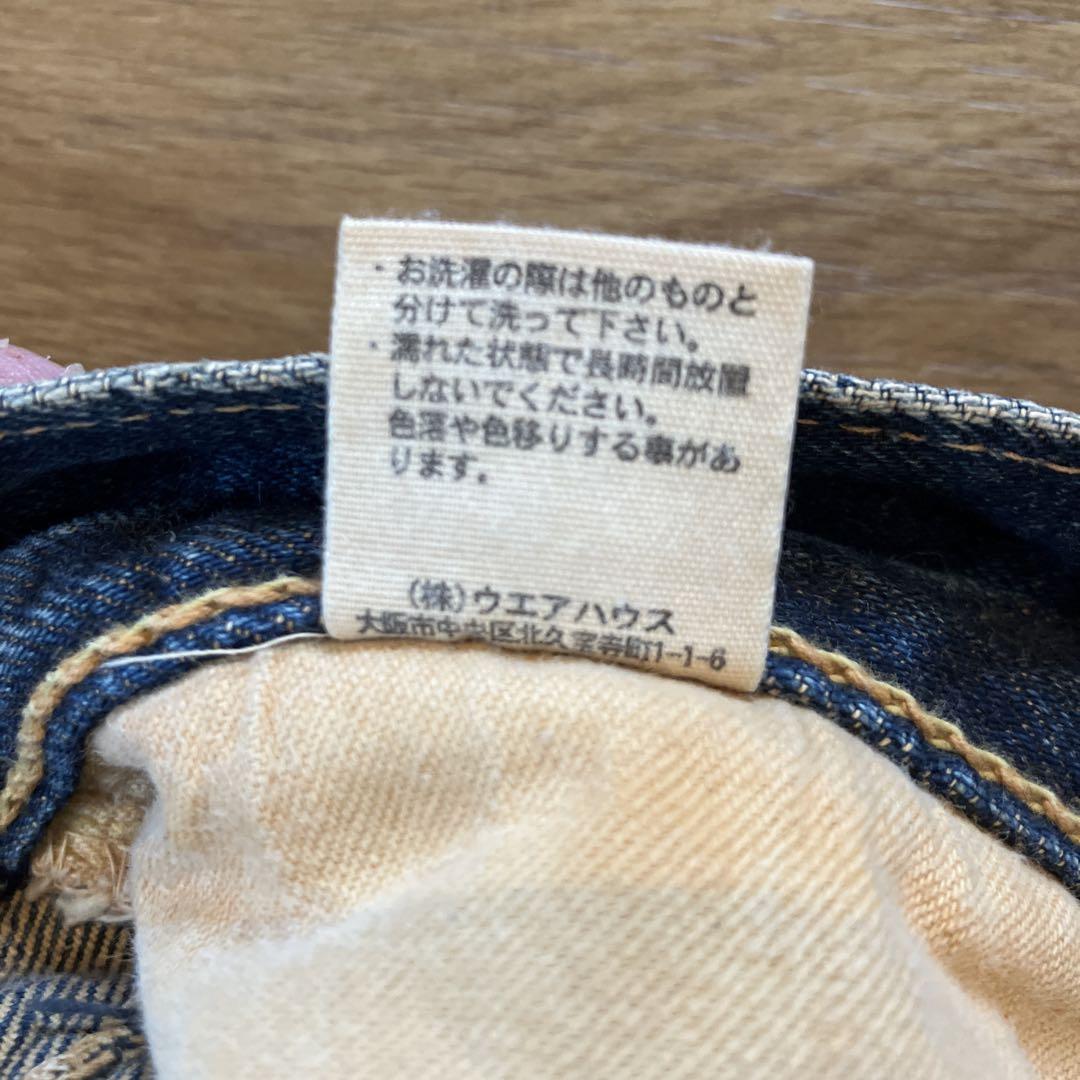 ・お洗濯の際は他のものと
分けて洗って下さい。
・濡れた状態で長時間放置
しないでください。
色落や色移りする事があ
ります。
(株)ウエアハウス
大阪市中央区北久宝寺町1-1-6